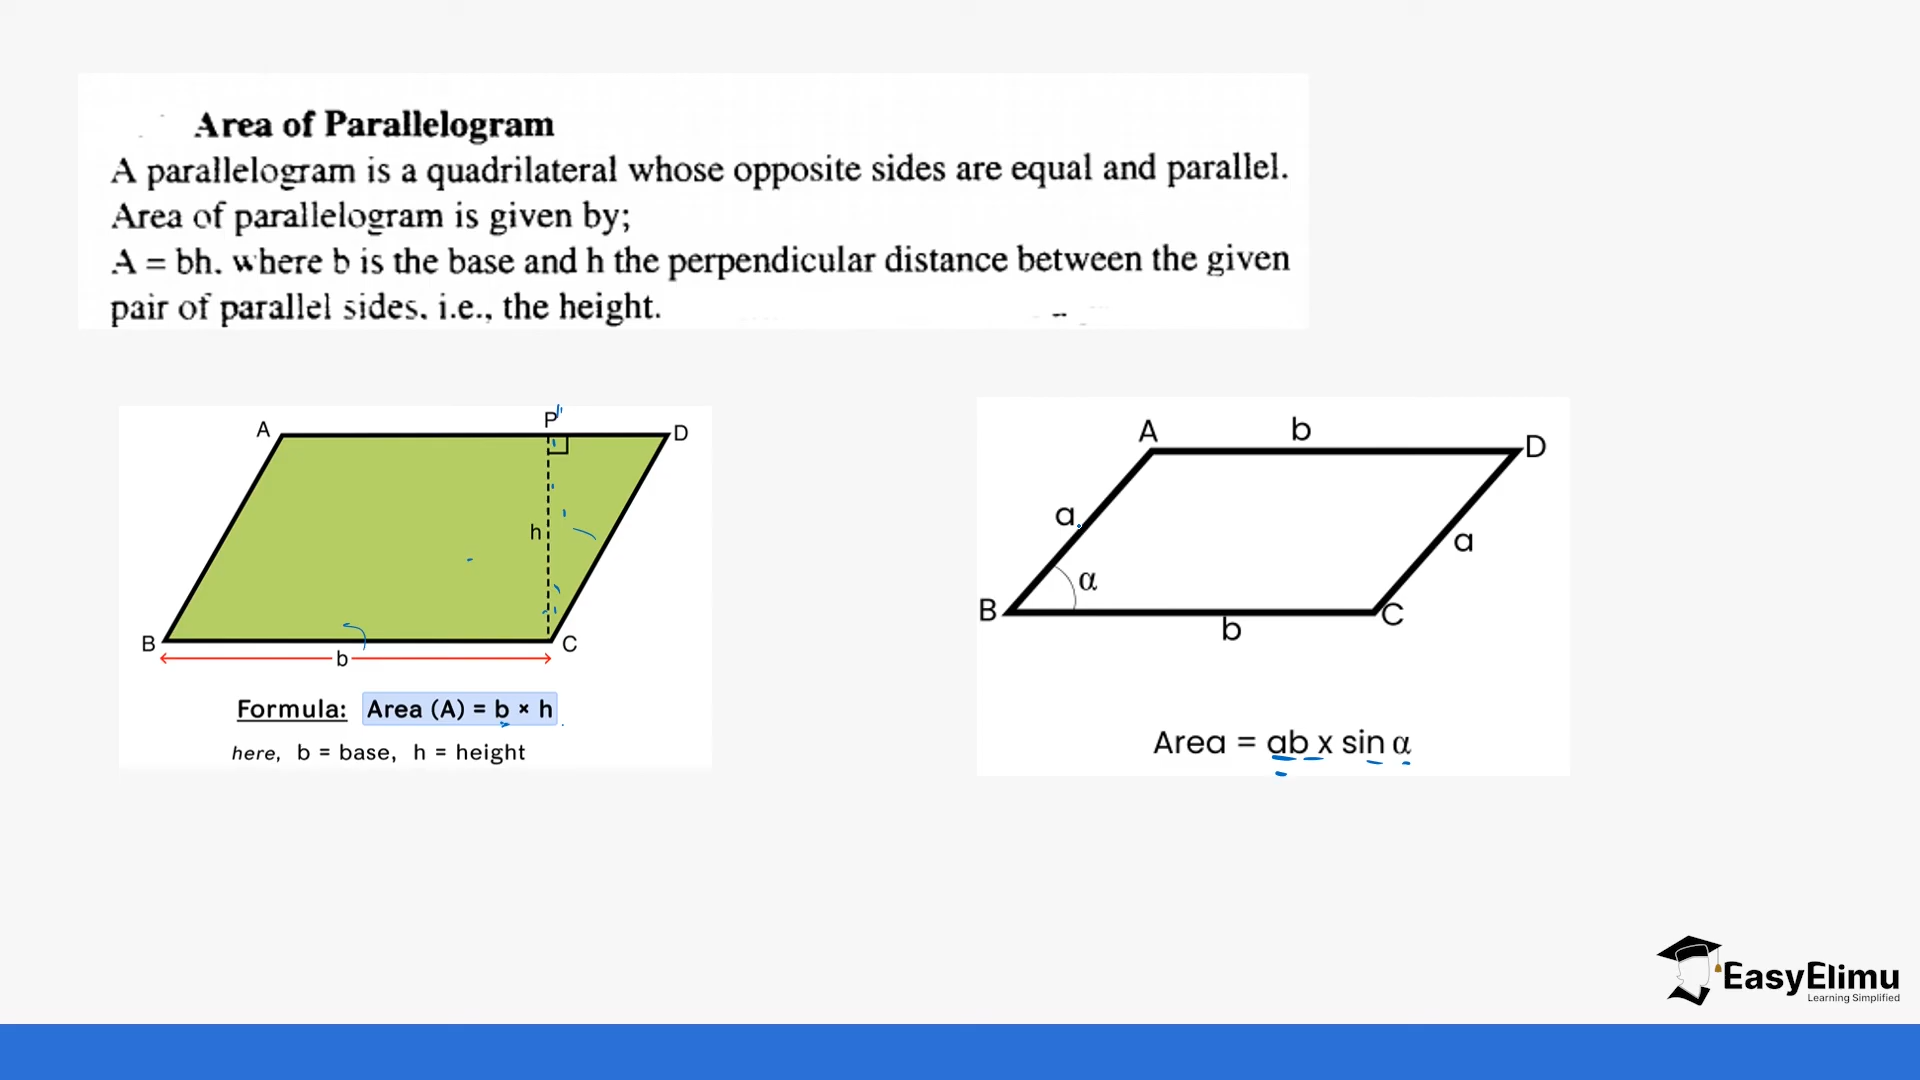 Area of Parallelogram
A parallelogram is a quadrilateral whose opposite sides are equal and parallel.
Area of parallelogram is given by;
A = bh. where b is the base and h the perpendicular distance between the given
pair of parallel sides. i.e., the height.
A
P
D
h
B
C
b
Formula: Area (A) = b × h
here, b = base, h = height
A
b
D
a
a
α
B
b
C
Area = ab x sin α
EasyElimu
Learning Simplified